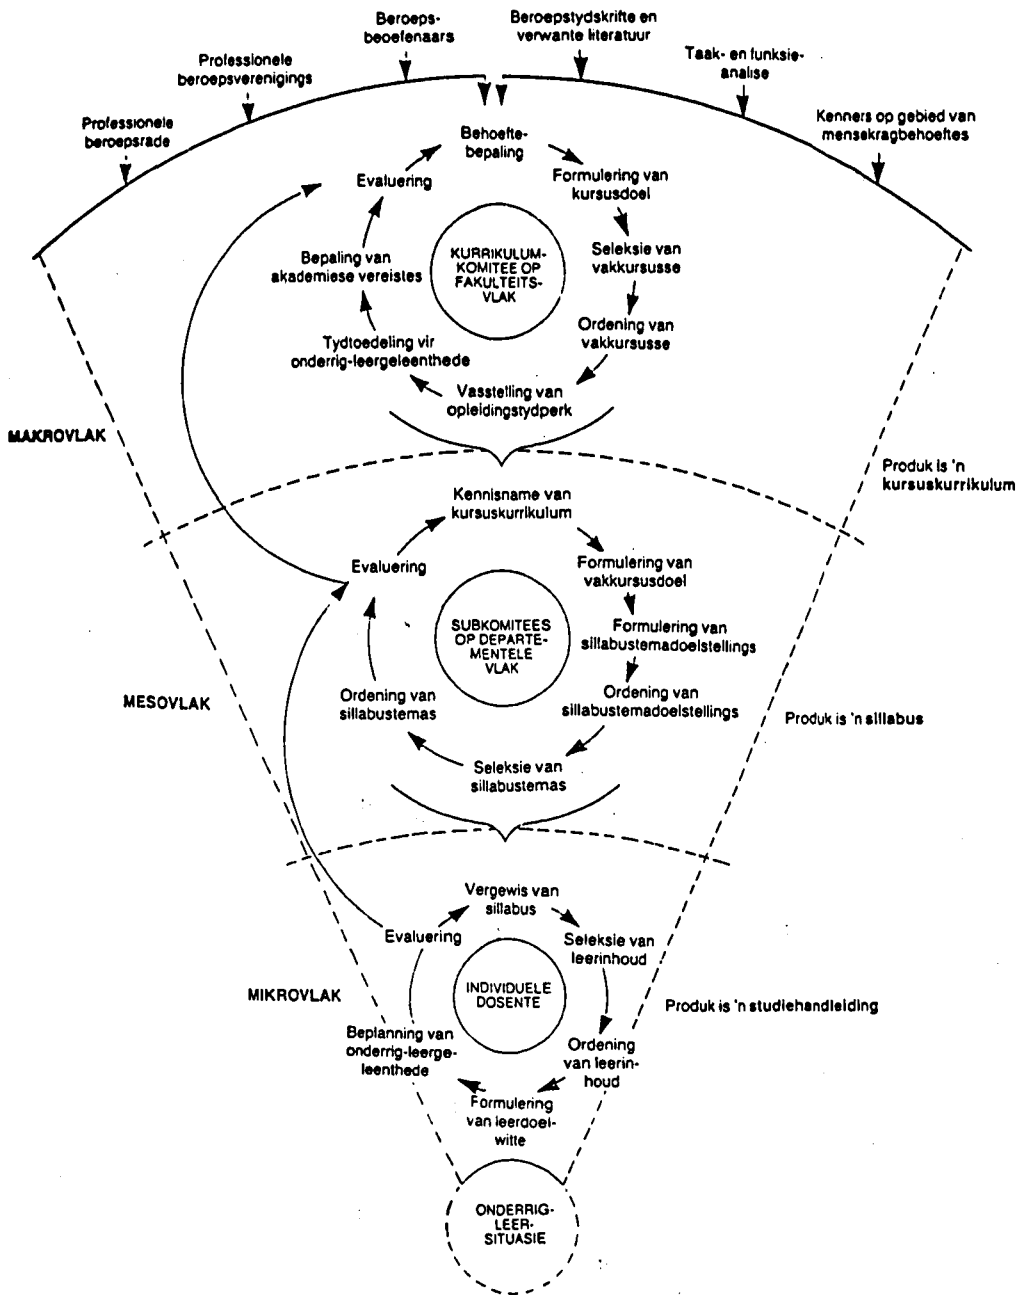 Professionele
beroepsrade
Professionele
beroepsverenigings
Beroeps-
beoefenaars
Beroepstydskrifte en
verwante literatuur
Taak- en funksie-
analise
Kenners op gebied van
mensekragbehoeftes
Behoefte-
bepaling
Formulering van
kursusdoel
Seleksie van
vakkursusse
Ordening van
vakkursusse
Vasstelling van
opleidingstydperk
Tydtoedeling vir
onderrig-leergeleenthede
Bepaling van
akademiese vereistes
Evaluering
KURRIKULUM-
KOMITEE OP
FAKULTEITS-
VLAK
MAKROVLAK
Produk is 'n
kursuskurrikulum
Kennisname van
kursuskurrikulum
Formulering van
vakkursusdoel
Formulering van
sillabustemadoelstellings
Ordening van
sillabustemadoelstellings
Seleksie van
sillabustemas
Ordening van
sillabustemas
Evaluering
SUBKOMITEES
OP DEPARTE-
MENTELE
VLAK
MESOVLAK
Produk is 'n sillabus
Vergewis van
sillabus
Seleksie van
leerinhoud
Ordening
van leerin-
houd
Formulering
van leerdoel-
witte
Beplanning van
onderrig-leerge-
leenthede
Evaluering
INDIVIDUELE
DOSENTE
MIKROVLAK
Produk is 'n studiehandleiding
ONDERRIG-
LEER-
SITUASIE